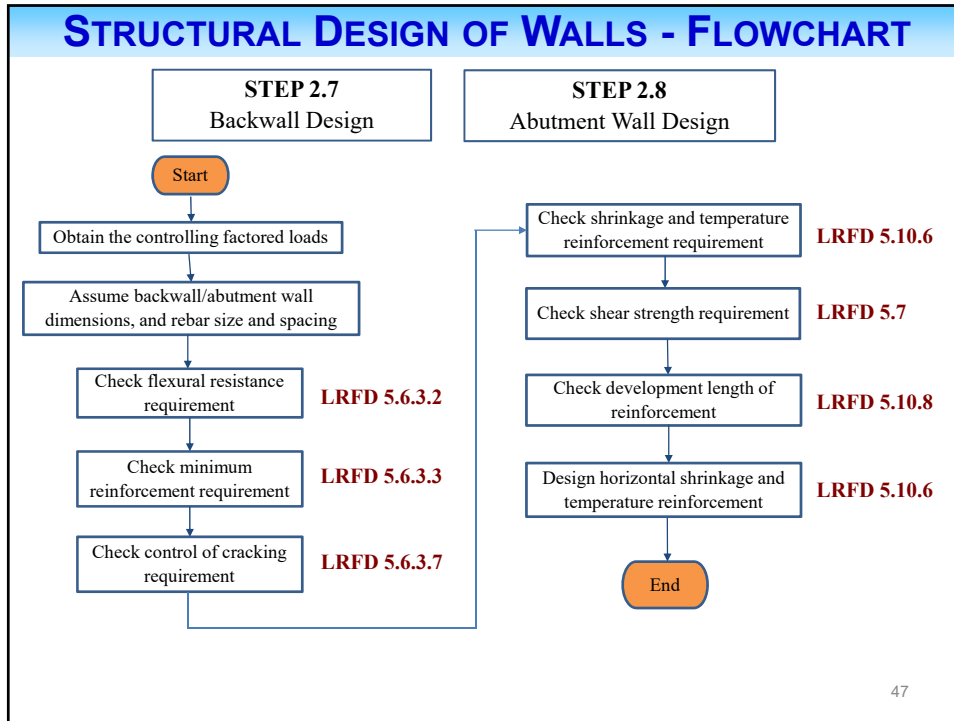 STRUCTURAL DESIGN OF WALLS - FLOWCHART
STEP 2.7
Backwall Design
STEP 2.8
Abutment Wall Design
Start
Obtain the controlling factored loads
Assume backwall/abutment wall
dimensions, and rebar size and spacing
Check flexural resistance
requirement
LRFD 5.6.3.2
Check minimum
reinforcement requirement
LRFD 5.6.3.3
Check control of cracking
requirement
LRFD 5.6.3.7
Check shrinkage and temperature
reinforcement requirement
LRFD 5.10.6
Check shear strength requirement
LRFD 5.7
Check development length of
reinforcement
LRFD 5.10.8
Design horizontal shrinkage and
temperature reinforcement
LRFD 5.10.6
End
47